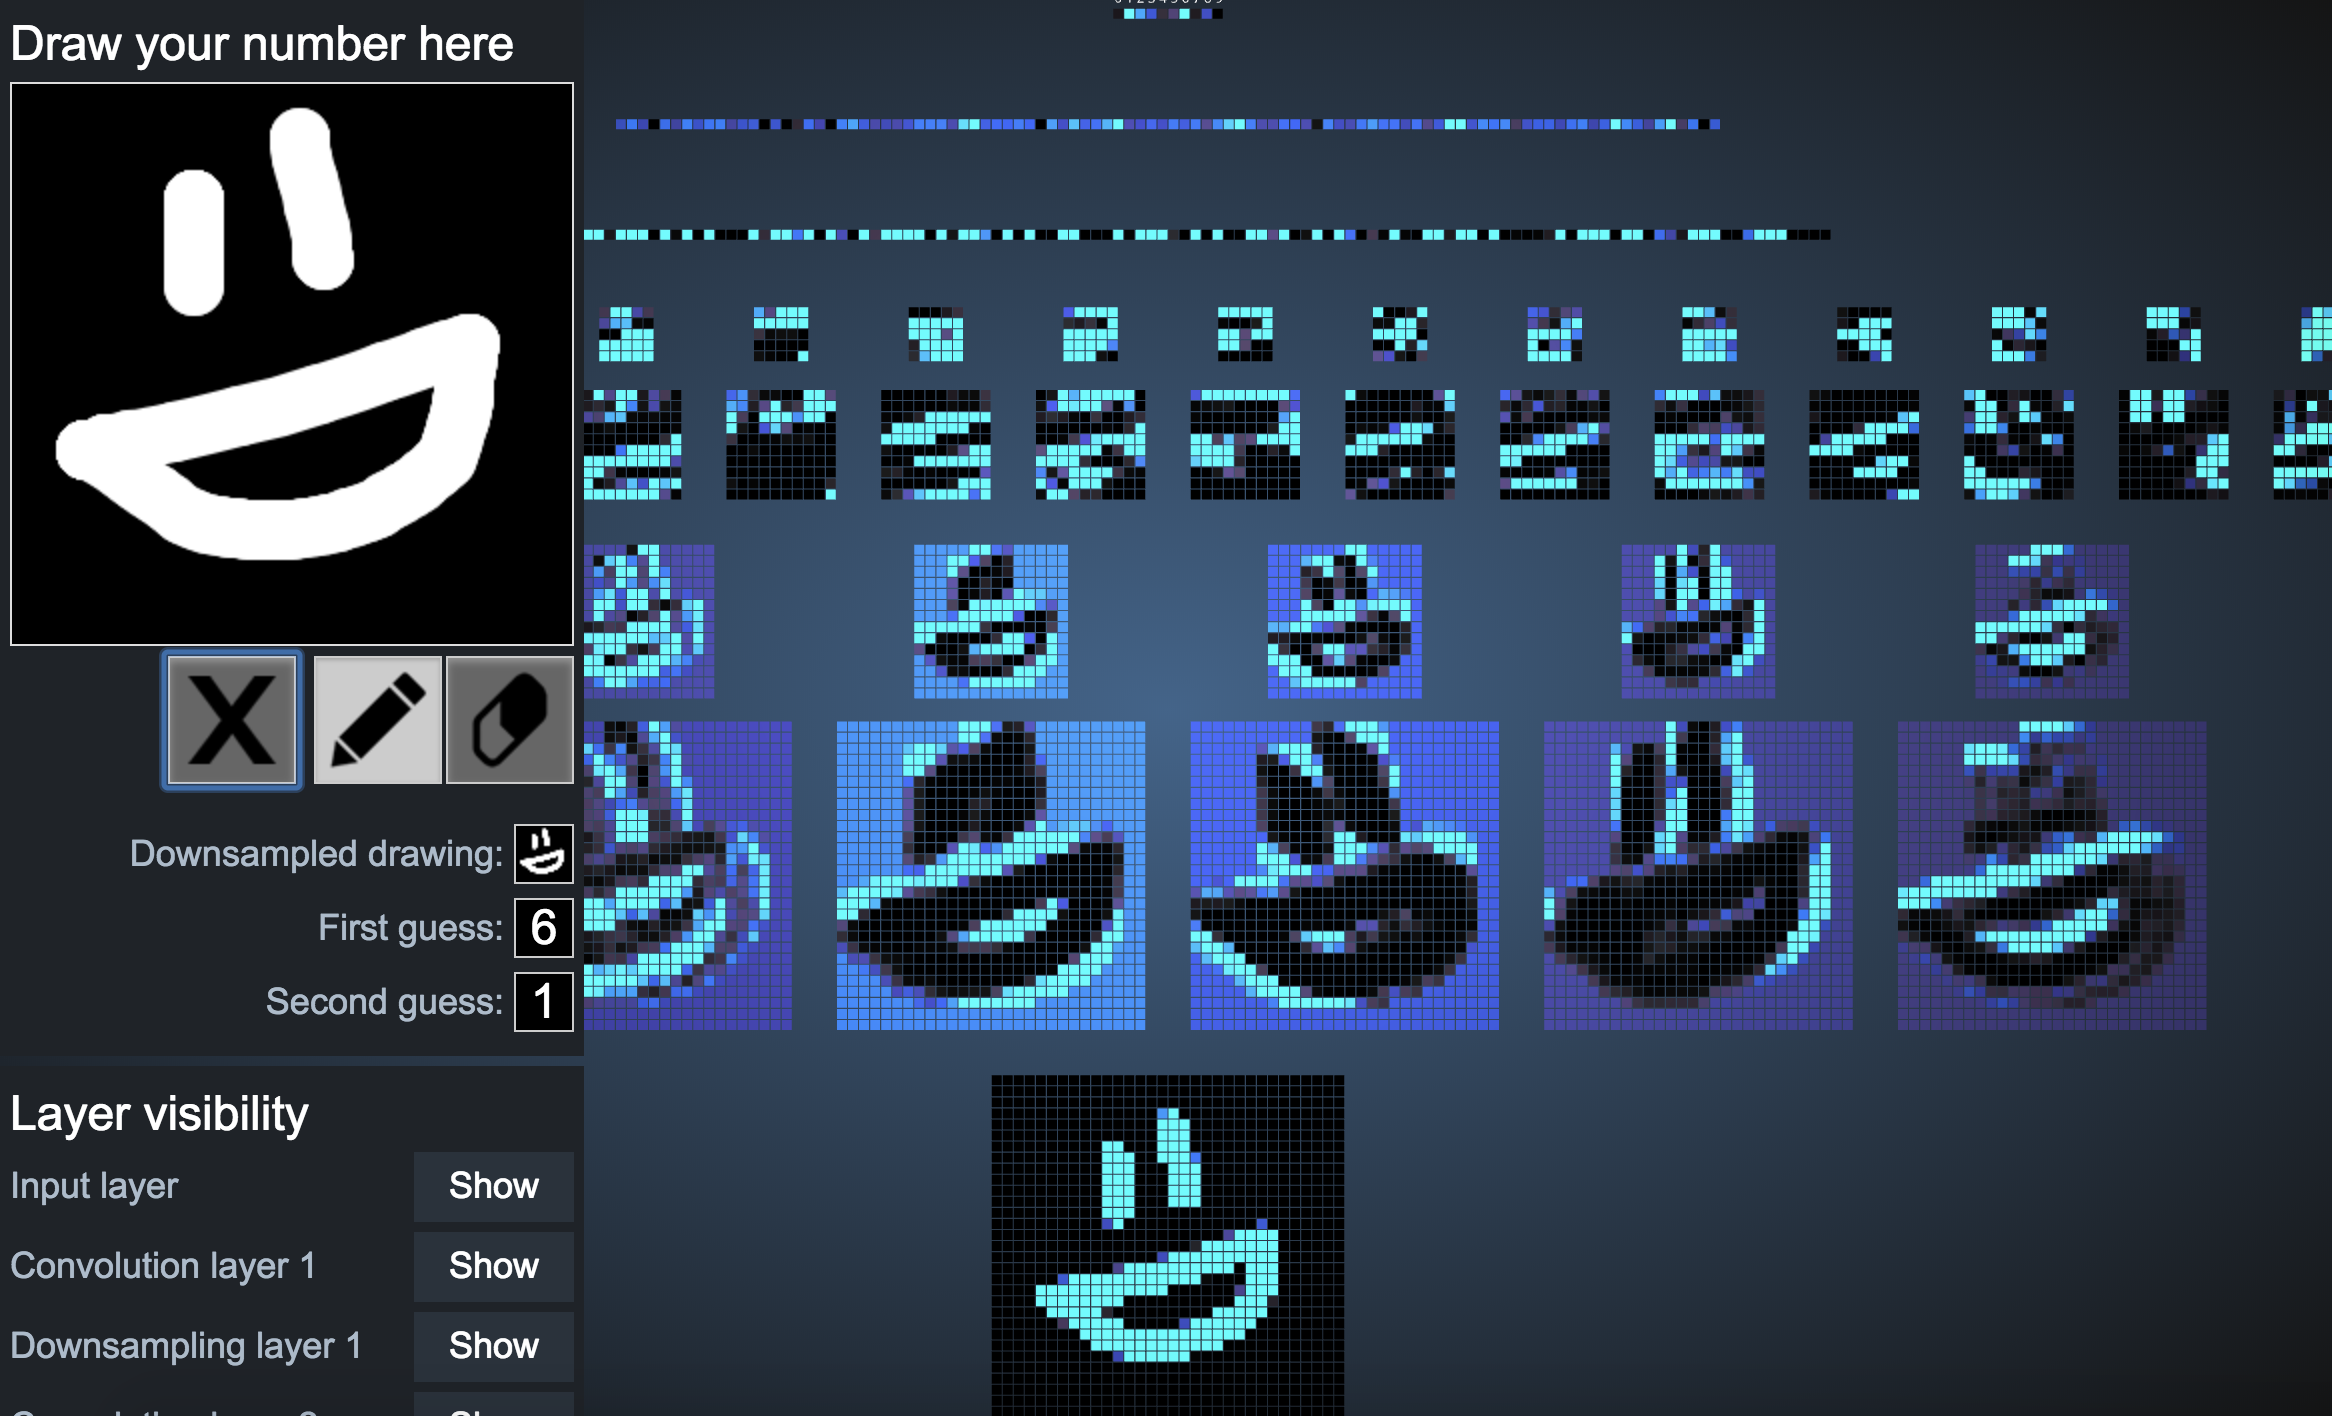 Draw your number here
Downsampled drawing:
First guess: 6
Second guess: 1
Layer visibility
Input layer Show
Convolution layer 1 Show
Downsampling layer 1 Show